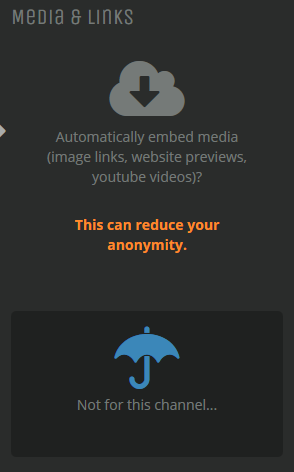 Media & Links
Automatically embed media
(image links, website previews,
youtube videos)?
This can reduce your
anonymity.
Not for this channel...